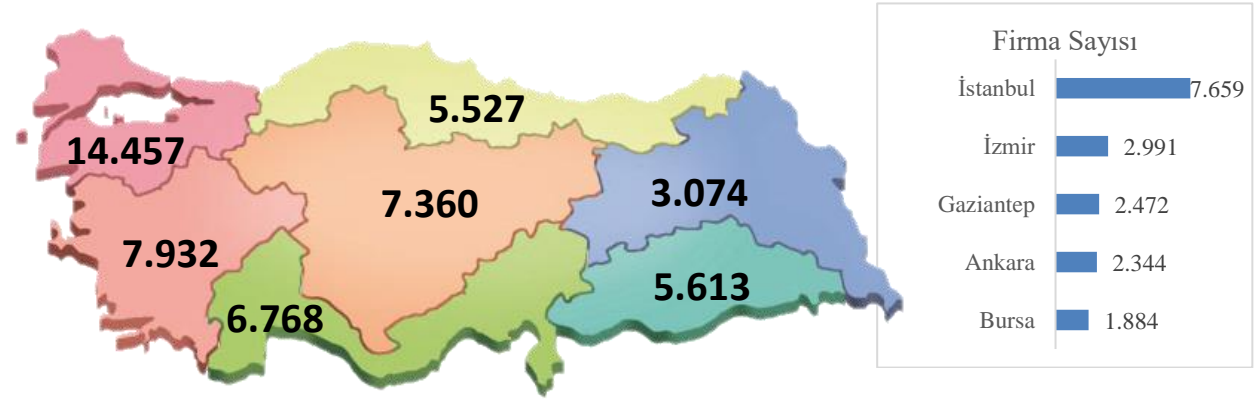 5.527
14.457
7.360
3.074
7.932
5.613
6.768
Firma Sayısı
İstanbul 7.659
İzmir 2.991
Gaziantep 2.472
Ankara 2.344
Bursa 1.884